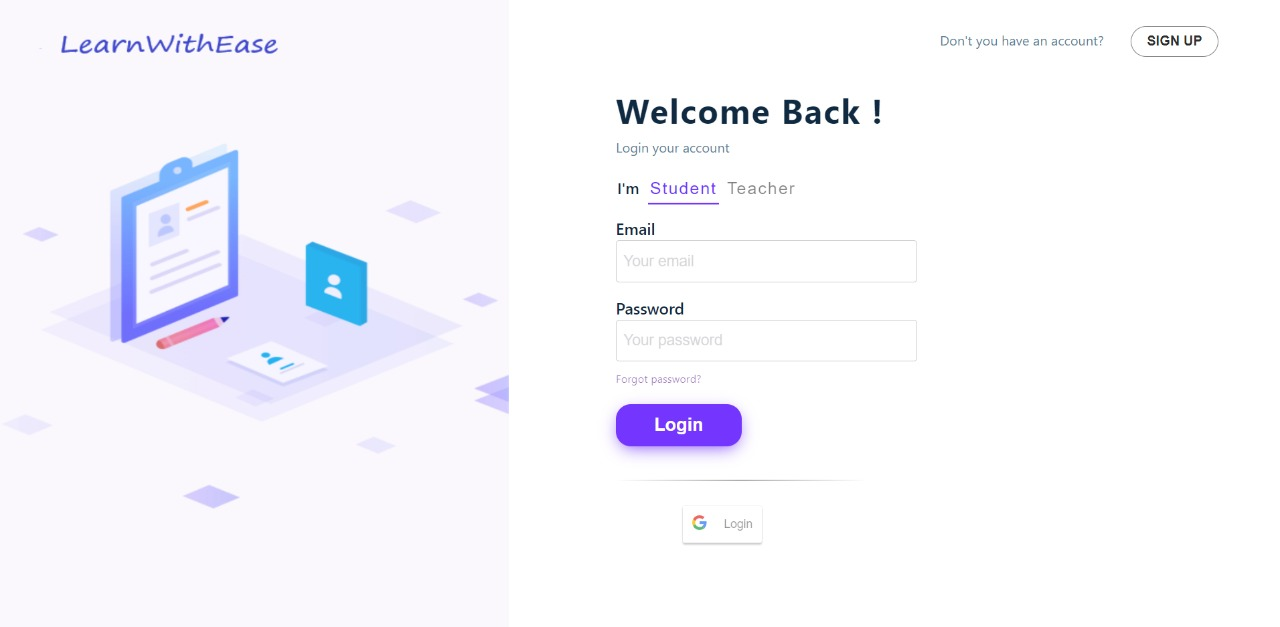 LearnWithEase
Don't you have an account? SIGN UP
Welcome Back !
Login your account
I'm Student Teacher
Email
Your email
Password
Your password
Forgot password?
Login
Login